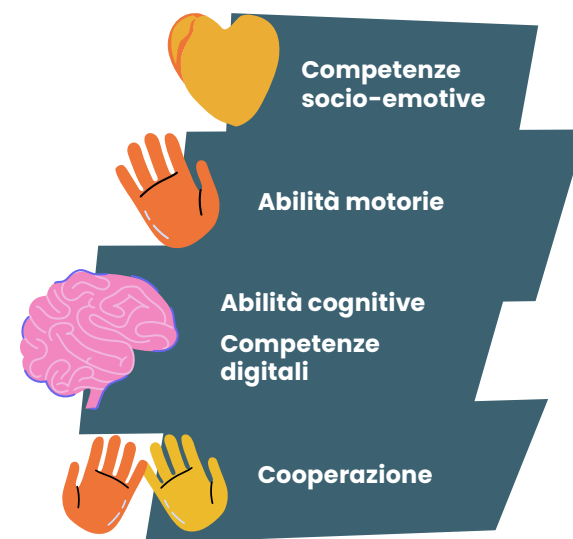 Competenze
socio-emotive
Abilità motorie
Abilità cognitive
Competenze
digitali
Cooperazione